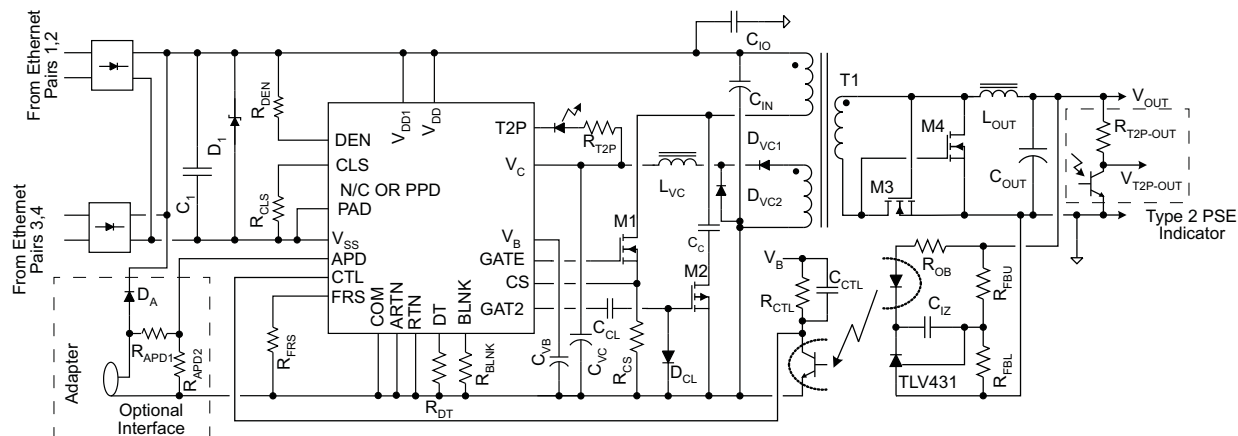 From Ethernet
Pairs 1,2
From Ethernet
Pairs 3,4
C1
D1
RDEN
RCLS
DEN
CLS
N/C OR PPD
PAD
VSS
APD
CTL
FRS
VDD1
VDD
T2P
VC
VB
GATE
CS
GAT2
COM
ARTN
RTN
DT
BLNK
RT2P
LVC
CIO
CIN
DVC1
DVC2
T1
M1
M2
CC
CCL
DCL
RCS
CVC
CVB
RBLNK
RDT
RFRS
Adapter
DA
RAPD1
RAPD2
Optional
Interface
M3
M4
LOUT
COUT
VOUT
RT2P-OUT
VT2P-OUT
Type 2 PSE
Indicator
VB
RCTL
CCTL
ROB
CIZ
RFBU
RFBL
TLV431